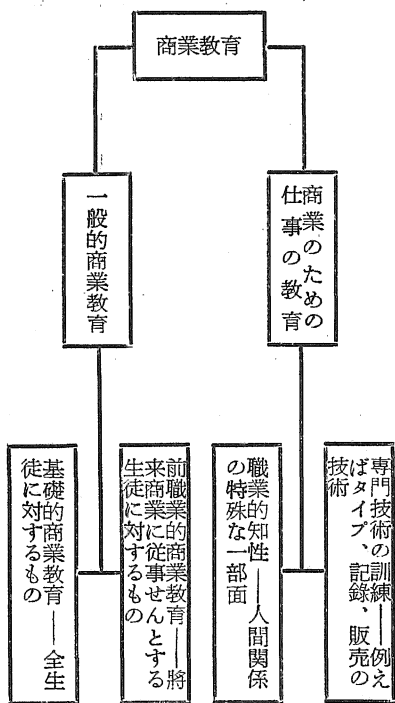 商業教育
商業のための
仕事の教育
一般的商業教育
専門技術の訓練——例え
ばタイプ、記録、販売の
技術
職業的知性——人間関係
の特殊な一部面
前職業的商業教育——將
来商業に従事せんとする
生徒に対するもの
基礎的商業教育——全生
徒に対するもの